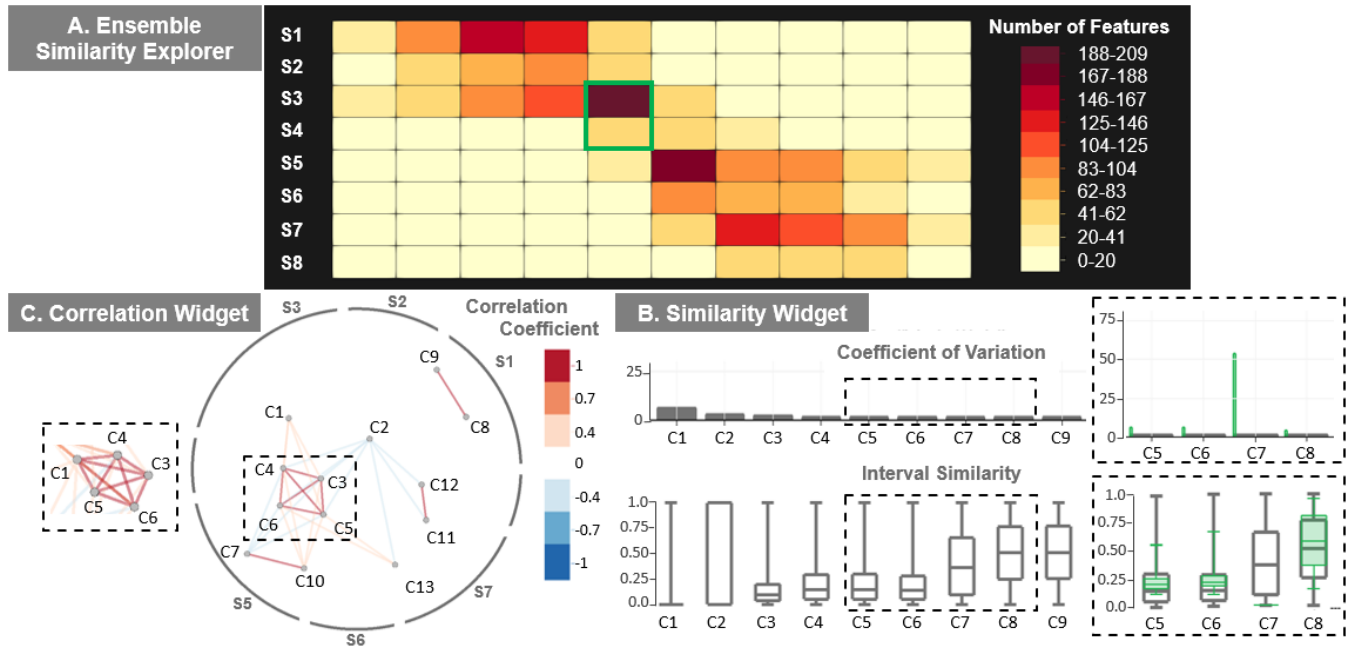 A. Ensemble
Similarity Explorer
S1
S2
S3
S4
S5
S6
S7
S8
Number of Features
188-209
167-188
146-167
125-146
104-125
83-104
62-83
41-62
20-41
0-20
C. Correlation Widget
S3
S2
S1
S7
S6
S5
Correlation
Coefficient
1
0.7
0.4
0
-0.4
-0.7
-1
C9
C8
C1
C2
C4
C3
C6
C5
C12
C11
C7
C10
C13
C4
C1
C3
C5
C6
B. Similarity Widget
Coefficient of Variation
25
0
C1 C2 C3 C4 C5 C6 C7 C8 C9
Interval Similarity
1.0
0.75
0.50
0.25
0.0
C1 C2 C3 C4 C5 C6 C7 C8 C9
75
50
25
0
C5 C6 C7 C8
1.0
0.75
0.50
0.25
0.0
C5 C6 C7 C8
...